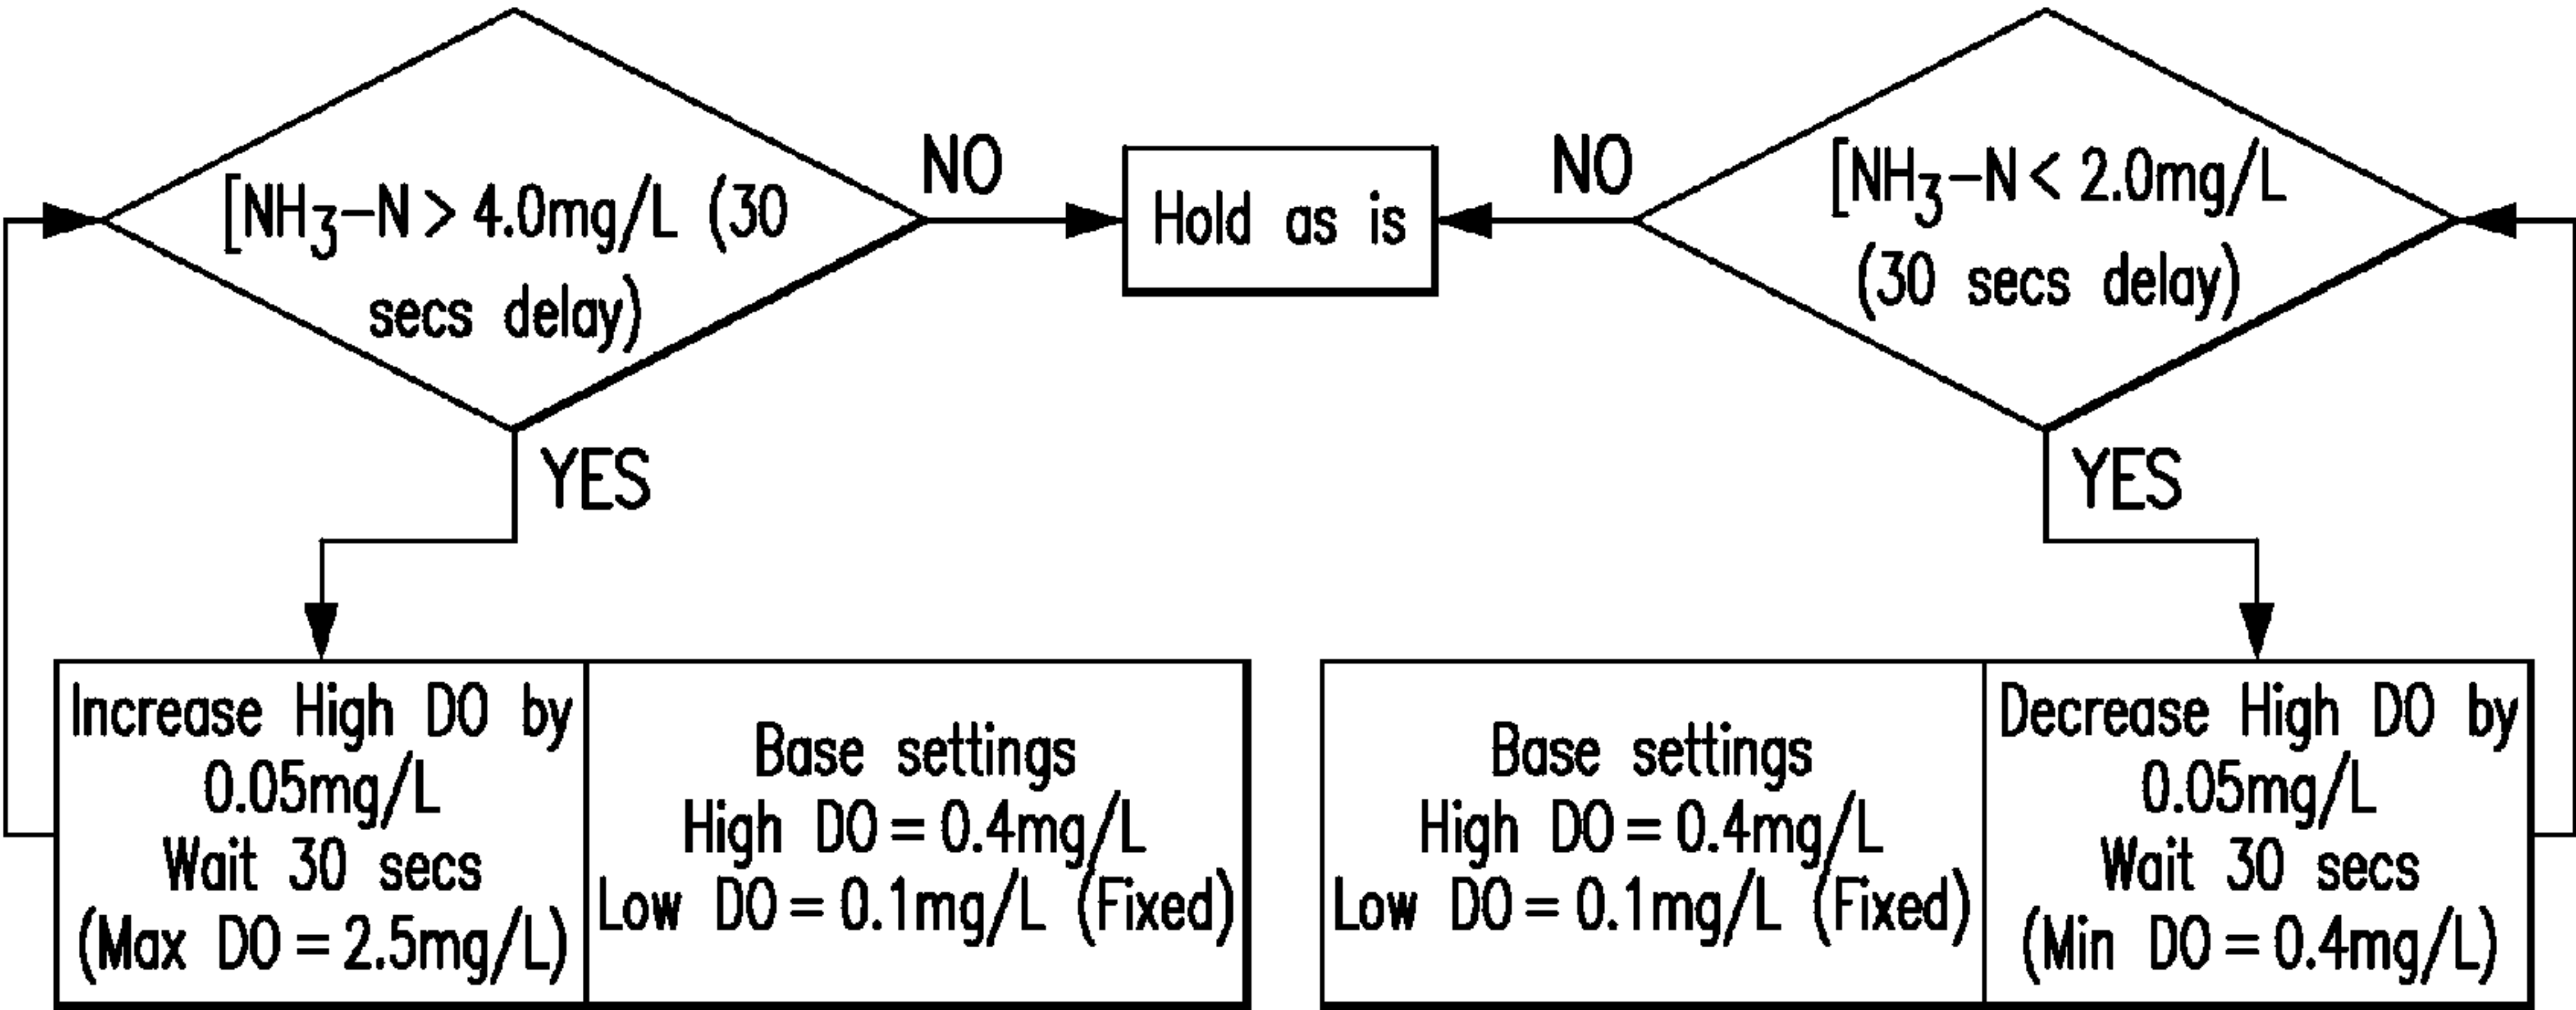 [NH3-N > 4.0mg/L (30
secs delay)
NO
Hold as is
NO
[NH3-N < 2.0mg/L
(30 secs delay)
YES
YES
Increase High DO by
0.05mg/L
Wait 30 secs
(Max DO = 2.5mg/L)
Base settings
High DO = 0.4mg/L
Low DO = 0.1mg/L (Fixed)
Base settings
High DO = 0.4mg/L
Low DO = 0.1mg/L (Fixed)
Decrease High DO by
0.05mg/L
Wait 30 secs
(Min DO = 0.4mg/L)